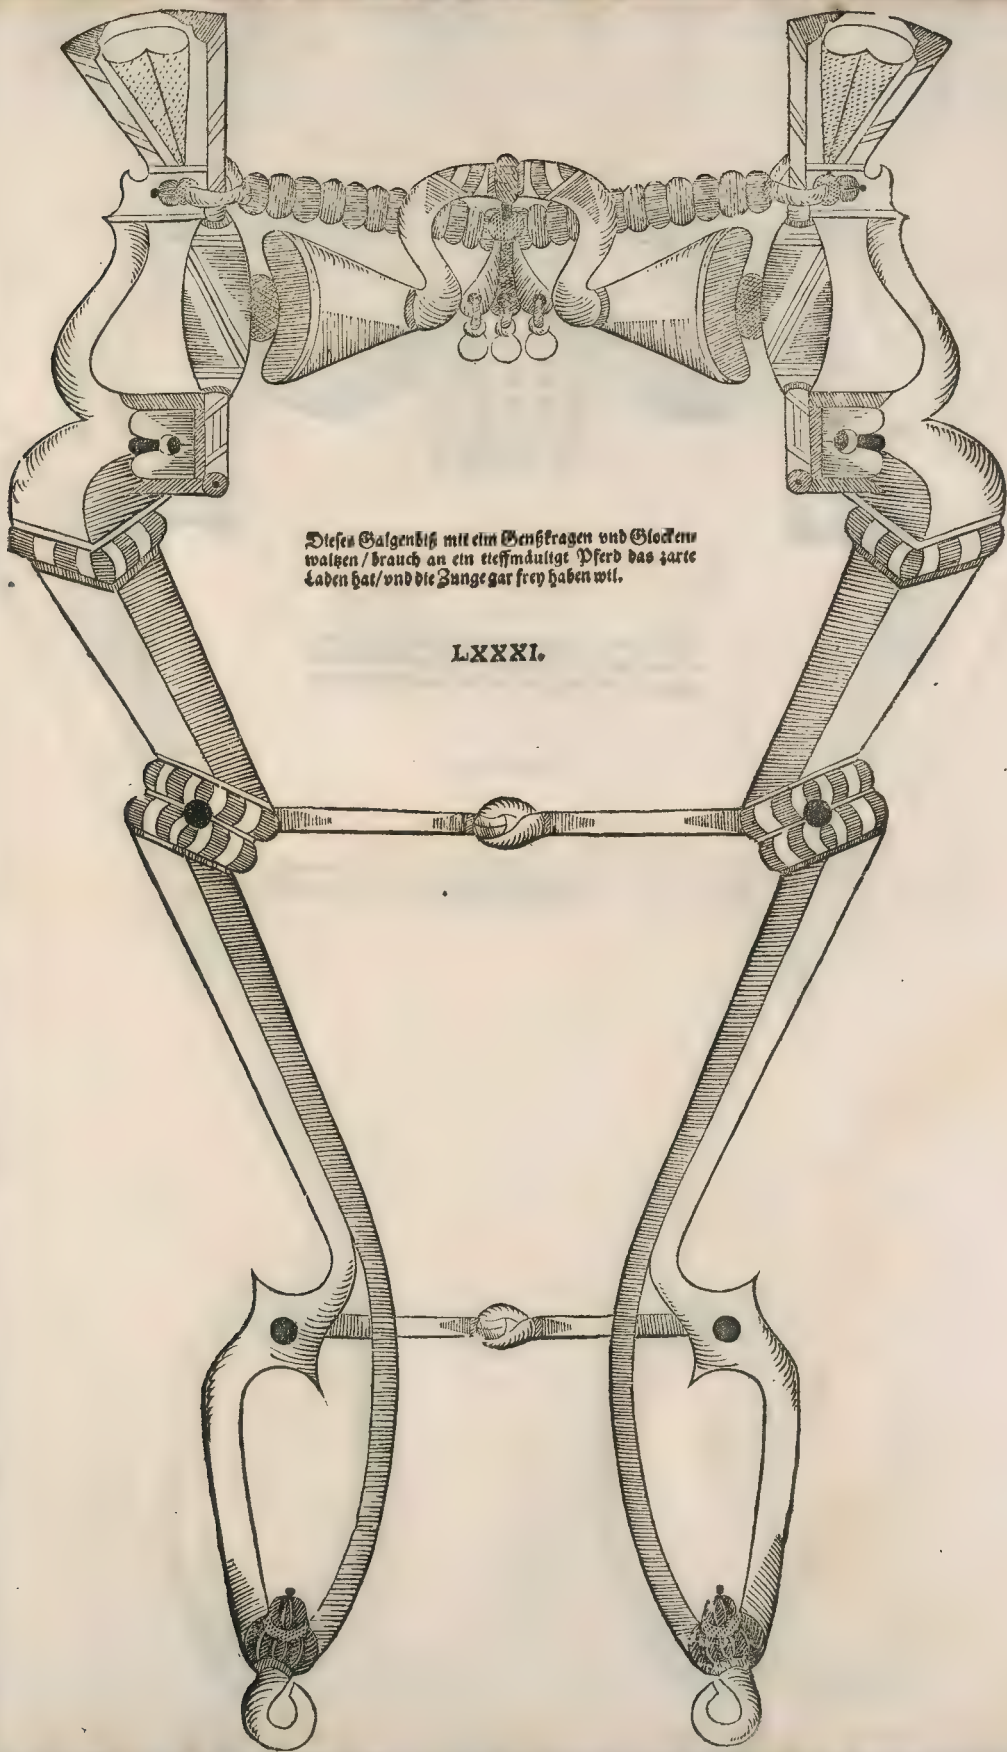 Dieses Galgenbiß mit eim Genßkragen vnd Glocken⸗
waltzen / brauch an ein tieffmäuligt Pferd das zarte
Laden hat / vnd die Zunge gar frey haben wil.
LXXXI.